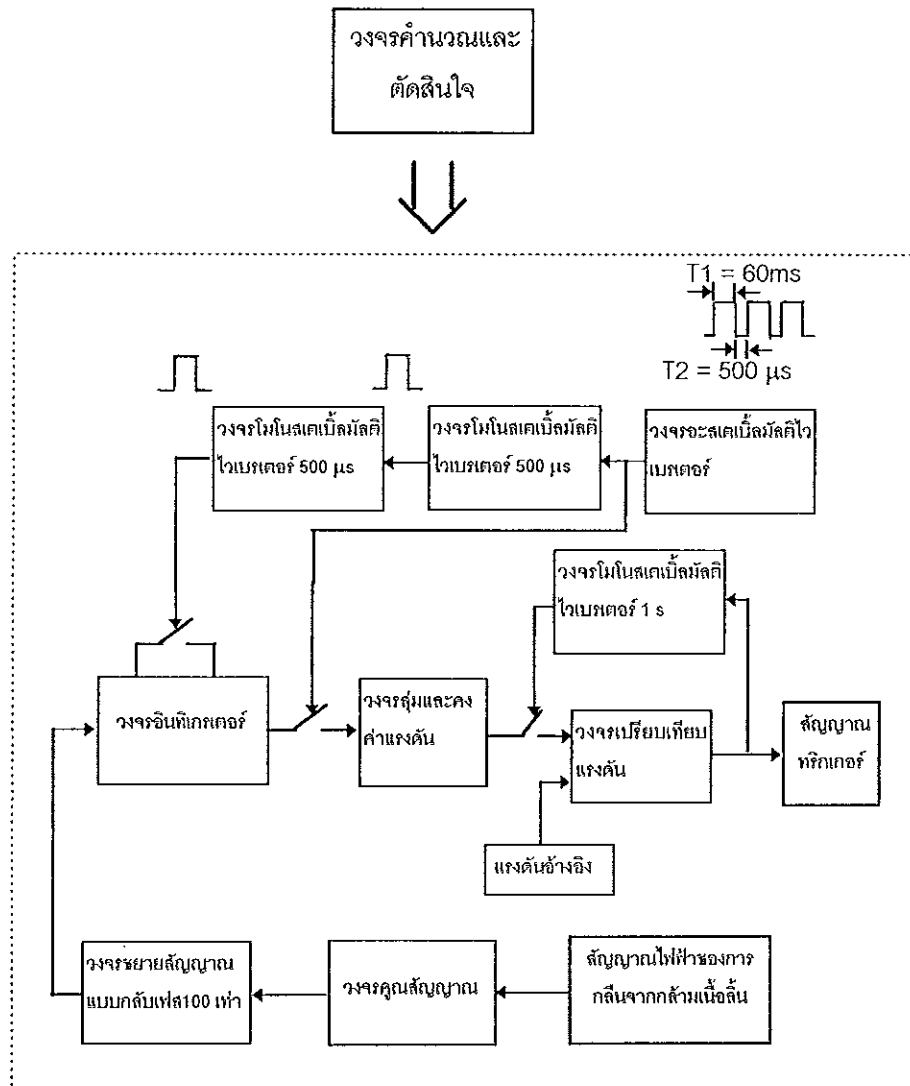 วงจรคำนวณและ
ตัดสินใจ
T1 = 60ms
T2 = 500 µs
วงจรโมโนสเตเบิ้ลมัลติ
ไวเบรเตอร์ 500 µs
วงจรโมโนสเตเบิ้ลมัลติ
ไวเบรเตอร์ 500 µs
วงจรอะสเตเบิ้ลมัลติไว
เบรเตอร์
วงจรโมโนสเตเบิ้ลมัลติ
ไวเบรเตอร์ 1 s
วงจรอินทิเกรเตอร์
วงจรสุ่มและคง
ค่าแรงดัน
วงจรเปรียบเทียบ
แรงดัน
สัญญาณ
ทริกเกอร์
แรงดันอ้างอิง
วงจรขยายสัญญาณ
แบบกลับเฟส100 เท่า
วงจรคูณสัญญาณ
สัญญาณไฟฟ้าของการ
กลืนจากกล้ามเนื้อลิ้น